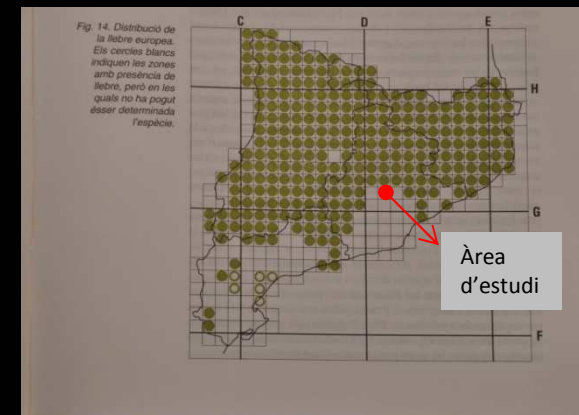 Fig. 14. Distribució de
la llebre europea.
Els cercles blancs
indiquen les zones
amb presència de
llebre, però en les
quals no ha pogut
ésser determinada
l'espècie.
C D E
H
G
F
Àrea
d'estudi